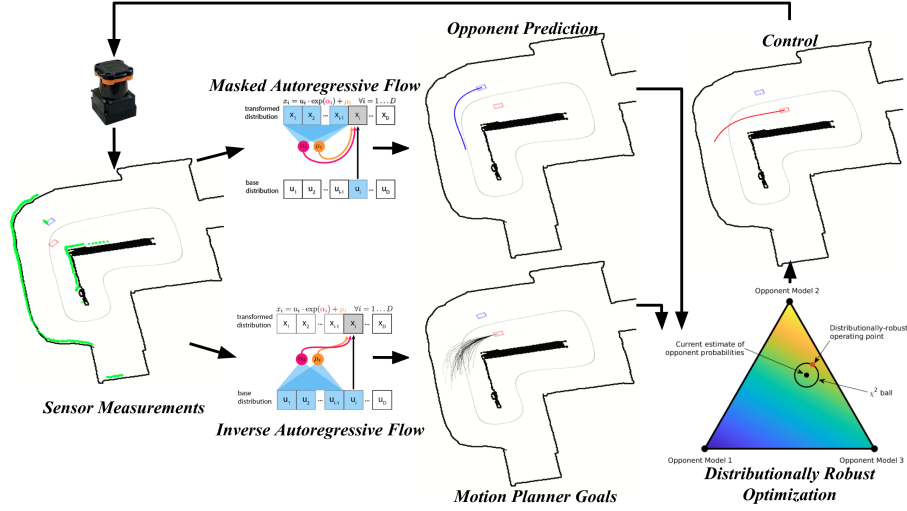 Opponent Prediction
Control
Masked Autoregressive Flow
x_i = u_i · exp(α_i) + μ_i ∀i = 1 … D
transformed
distribution
x_1 x_2 ... x_{i-1} x_i ... x_D
α_i μ_i
base
distribution
u_1 u_2 ... u_{i-1} u_i ... u_D
x_i = u_i · exp(α_i) + μ_i ∀i = 1 … D
transformed
distribution
x_1 x_2 ... x_{i-1} x_i ... x_D
α_i μ_i
base
distribution
u_1 u_2 ... u_{i-1} u_i ... u_D
Sensor Measurements
Inverse Autoregressive Flow
Motion Planner Goals
Opponent Model 2
Distributionally-robust
operating point
Current estimate of
opponent probabilities
χ² ball
Opponent Model 1
Opponent Model 3
Distributionally Robust
Optimization